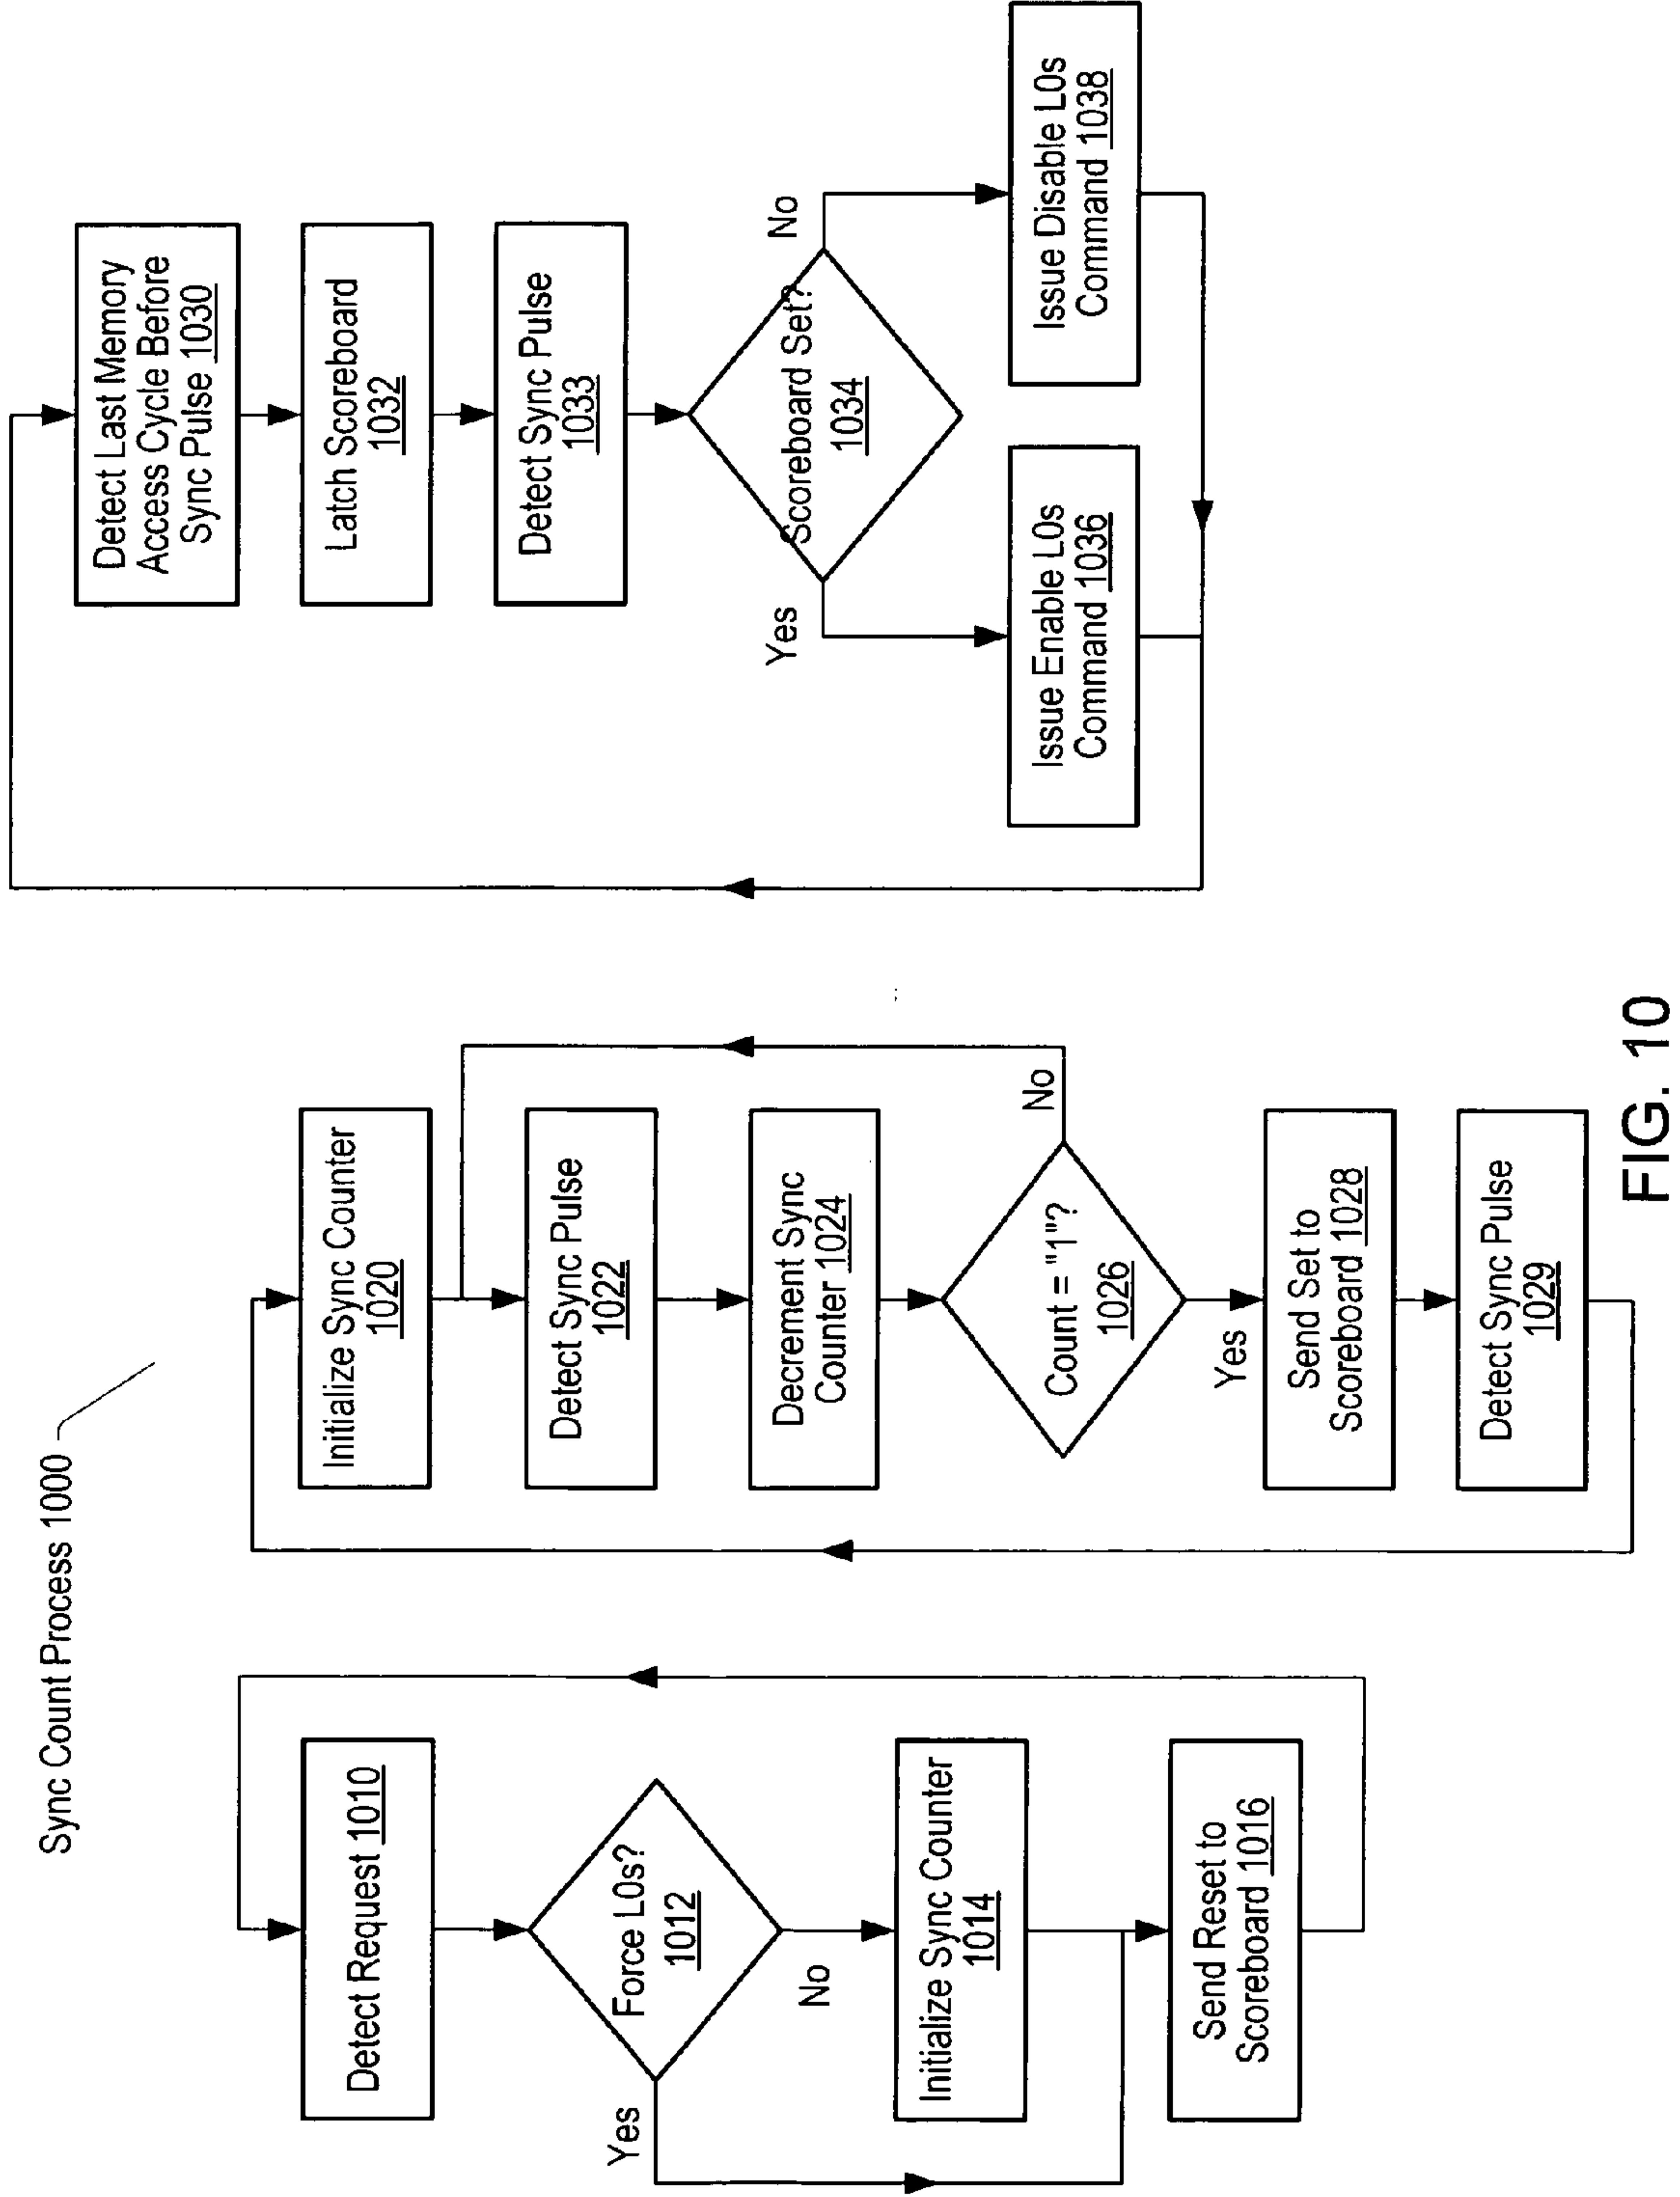 Sync Count Process 1000
Detect Request 1010
Force L0s?
1012
Yes
No
Initialize Sync Counter
1014
Send Reset to
Scoreboard 1016
Initialize Sync Counter
1020
Detect Sync Pulse
1022
Decrement Sync
Counter 1024
Count = "1"?
1026
No
Yes
Send Set to
Scoreboard 1028
Detect Sync Pulse
1029
Detect Last Memory
Access Cycle Before
Sync Pulse 1030
Latch Scoreboard
1032
Detect Sync Pulse
1033
Scoreboard Set?
1034
Yes
No
Issue Enable L0s
Command 1036
Issue Disable L0s
Command 1038
FIG. 10